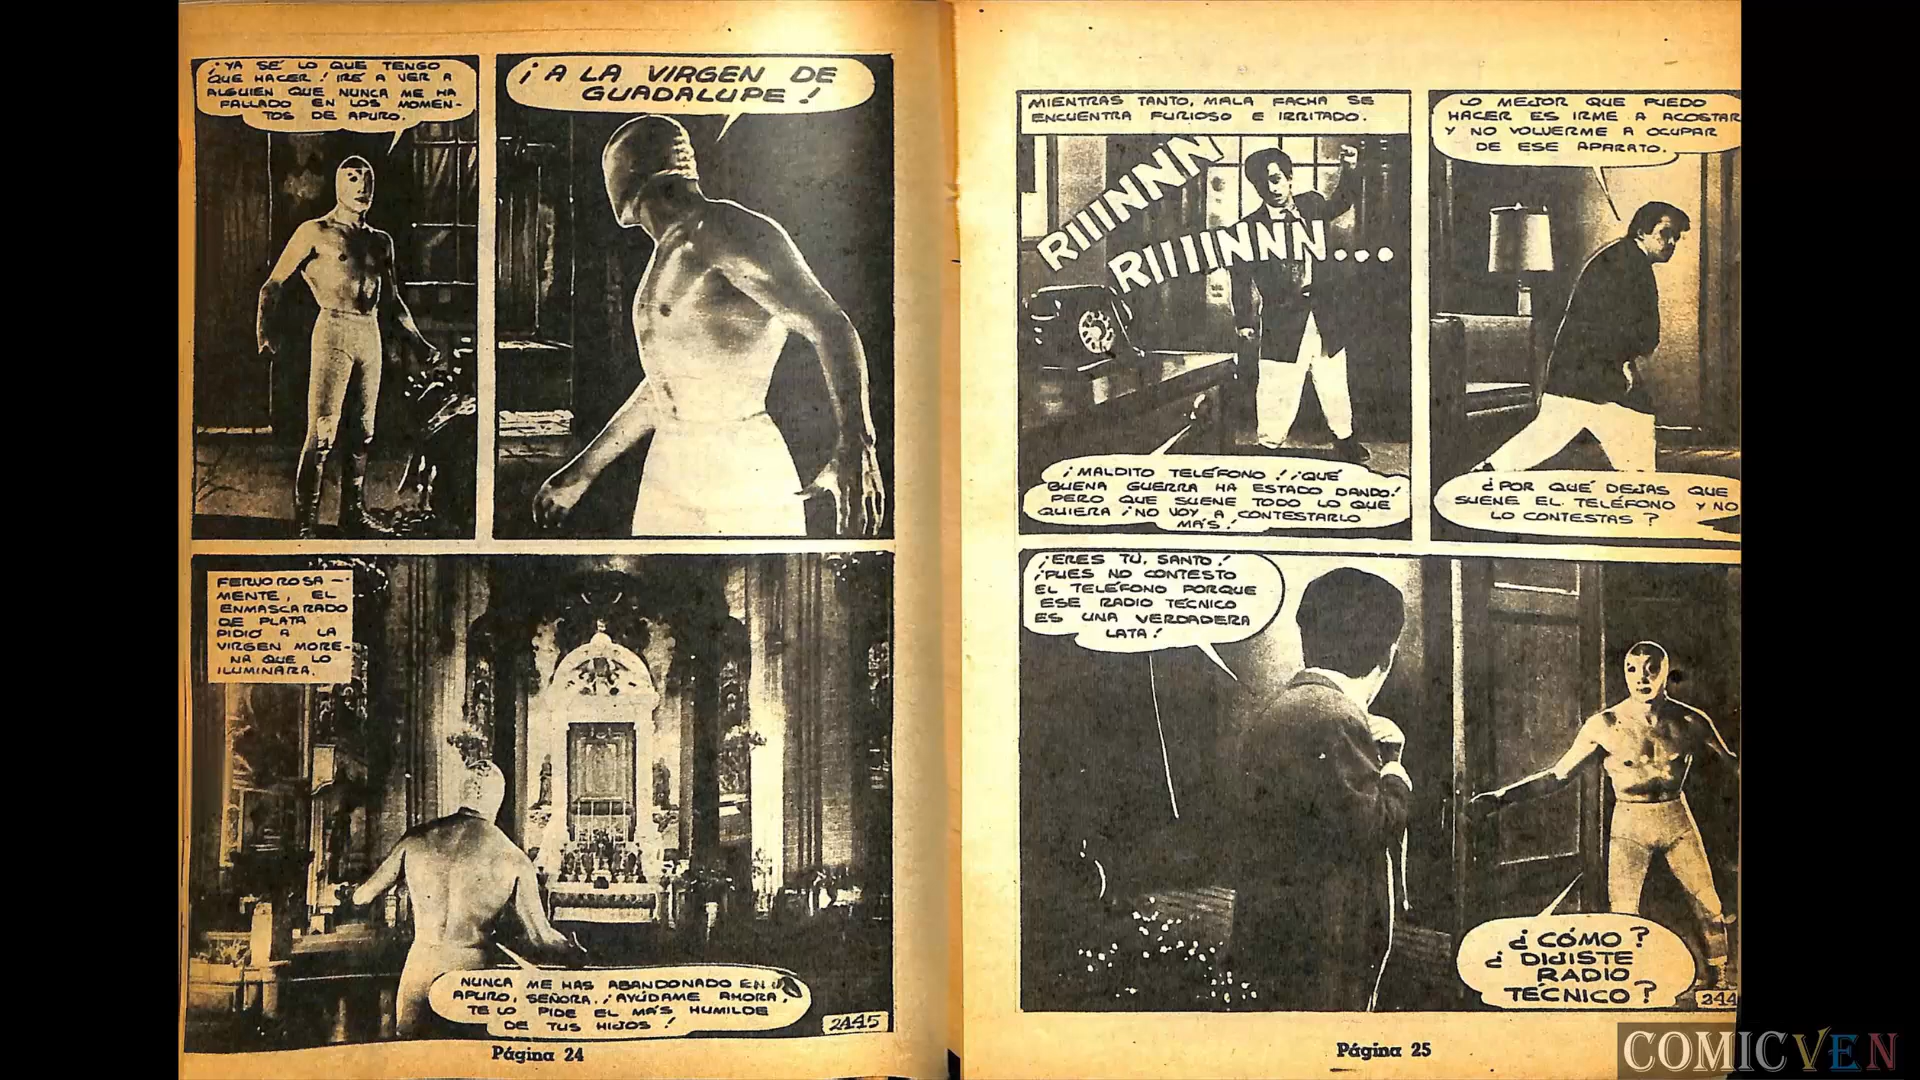 ¡YA SÉ LO QUE TENGO
QUE HACER! IRÉ A VER A
ALGUIEN QUE NUNCA ME HA
FALLADO EN LOS MOMEN-
TOS DE APURO.
¡A LA VIRGEN DE
GUADALUPE!
FERVOROSA-
MENTE, EL
ENMASCARADO
DE PLATA
PIDIÓ A LA
VIRGEN MORE-
NA QUE LO
ILUMINARA.
NUNCA ME HAS ABANDONADO EN
APURO, SEÑORA. ¡AYÚDAME AHORA,
TE LO PIDE EL MÁS HUMILDE
DE TUS HIJOS!
2445
Página 24
MIENTRAS TANTO, MALA FACHA SE
ENCUENTRA FURIOSO E IRRITADO.
RIIINNN
RIIIINNN...
¡MALDITO TELÉFONO! ¡QUÉ
BUENA GUERRA HA ESTADO DANDO!
PERO QUE SUENE TODO LO QUE
QUIERA ¡NO VOY A CONTESTARLO
MÁS!
LO MEJOR QUE PUEDO
HACER ES IRME A ACOSTAR
Y NO VOLVERME A OCUPAR
DE ESE APARATO.
¿POR QUÉ DEJAS QUE
SUENE EL TELÉFONO Y NO
LO CONTESTAS?
¡ERES TÚ, SANTO!
¡PUES NO CONTESTO
EL TELÉFONO PORQUE
ESE RADIO TÉCNICO
ES UNA VERDADERA
LATA!
¿CÓMO?
¿DIJISTE
RADIO
TÉCNICO?
244
Página 25
COMICVEN